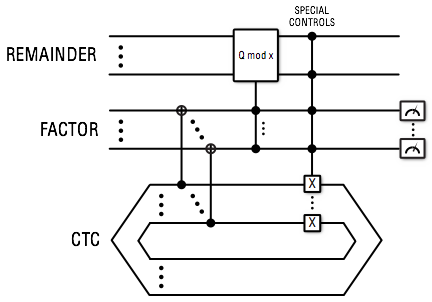 SPECIAL
CONTROLS
REMAINDER
Q mod x
FACTOR
X
X
CTC